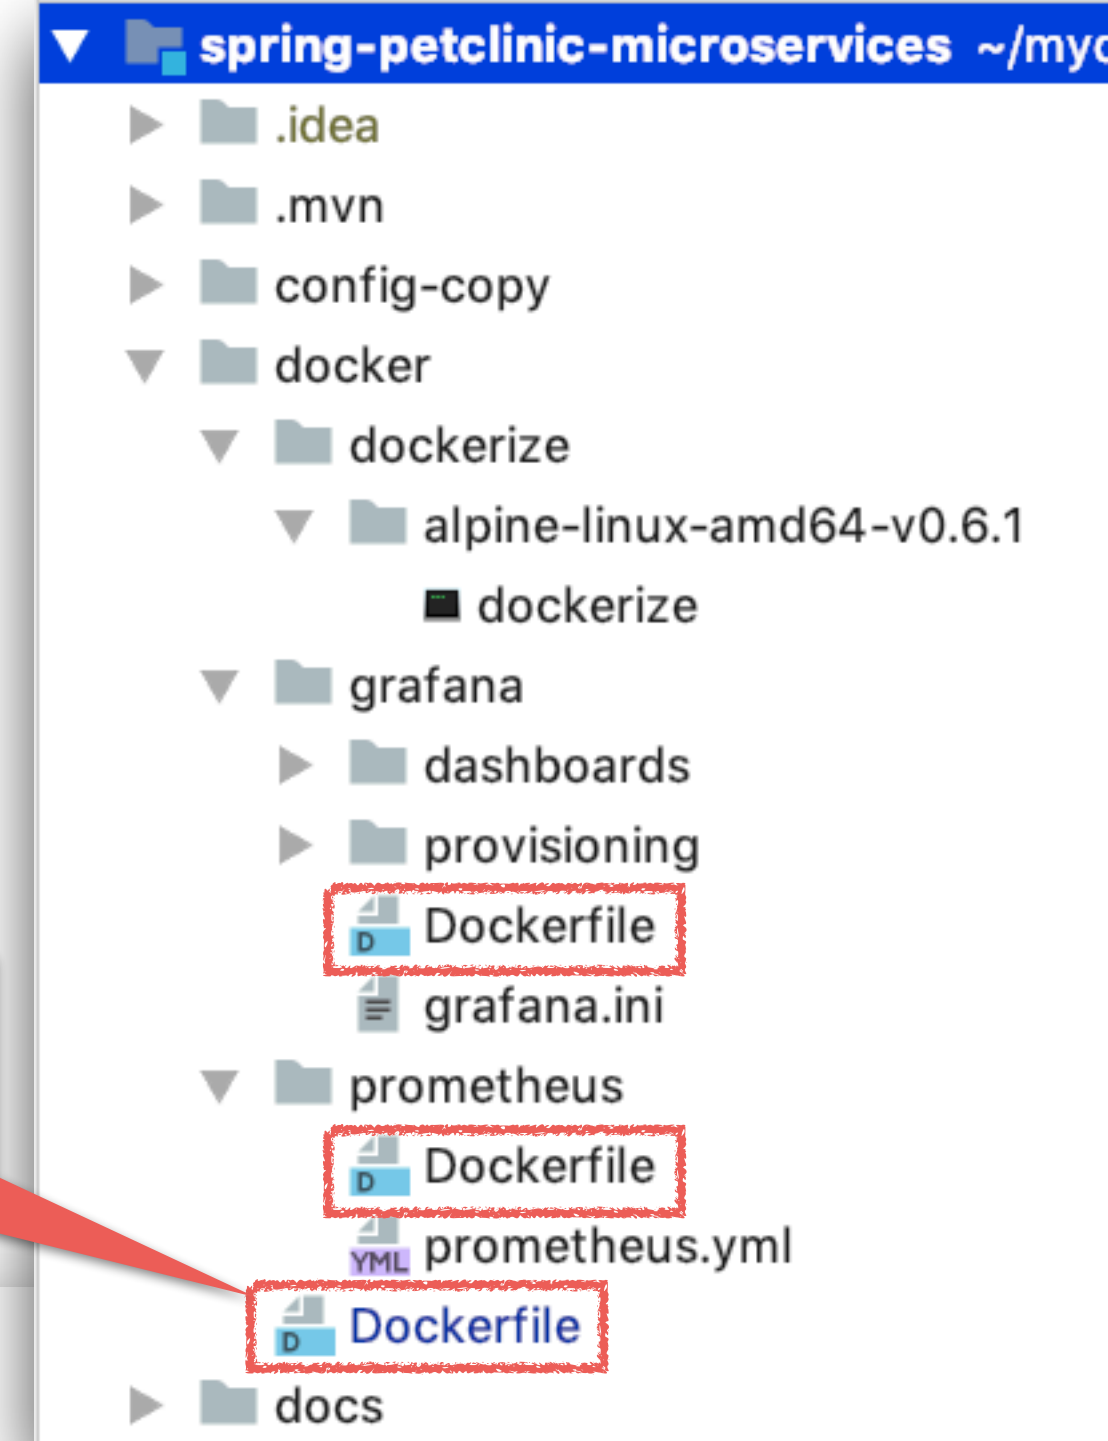 spring-petclinic-microservices ~/myc
.idea
.mvn
config-copy
docker
dockerize
alpine-linux-amd64-v0.6.1
dockerize
grafana
dashboards
provisioning
D Dockerfile
grafana.ini
prometheus
D Dockerfile
YML prometheus.yml
D Dockerfile
docs